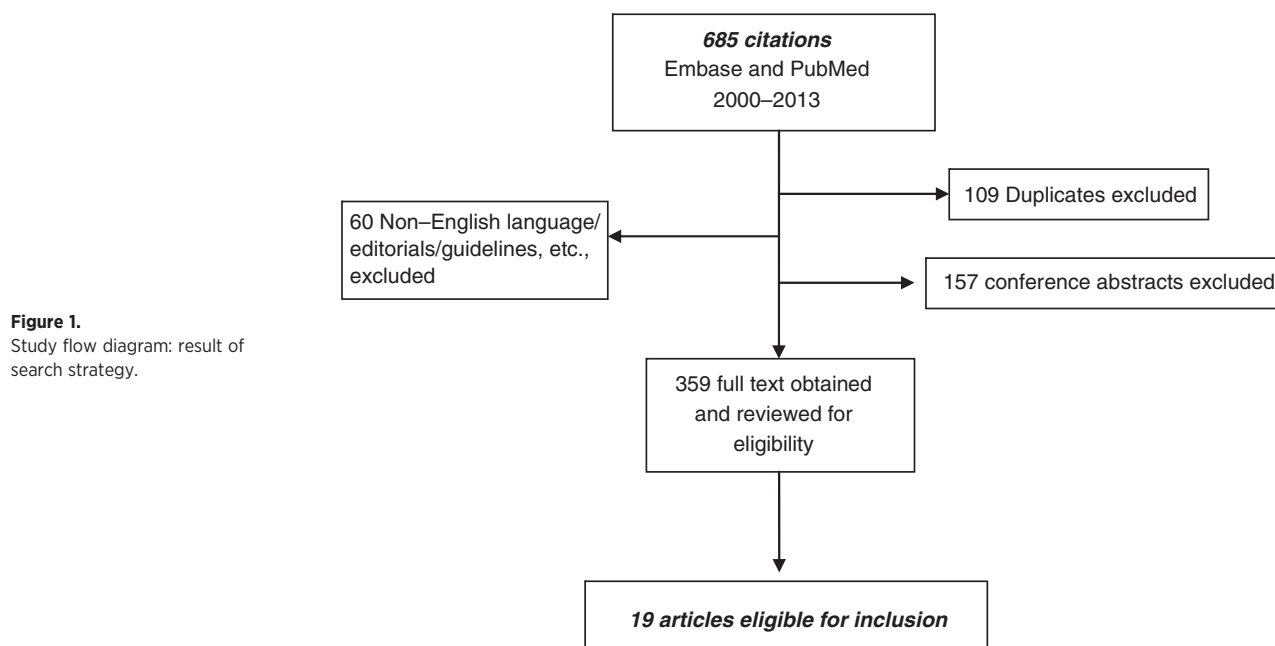 685 citations
Embase and PubMed
2000–2013
109 Duplicates excluded
60 Non–English language/
editorials/guidelines, etc.,
excluded
157 conference abstracts excluded
Figure 1.
Study flow diagram: result of
search strategy.
359 full text obtained
and reviewed for
eligibility
19 articles eligible for inclusion